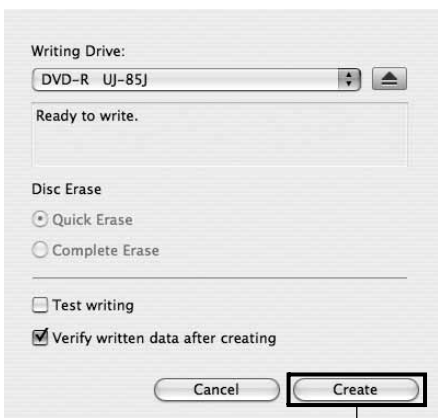 Writing Drive:
DVD-R UJ-85J
Ready to write.
Disc Erase
Quick Erase
Complete Erase
Test writing
Verify written data after creating
Cancel Create